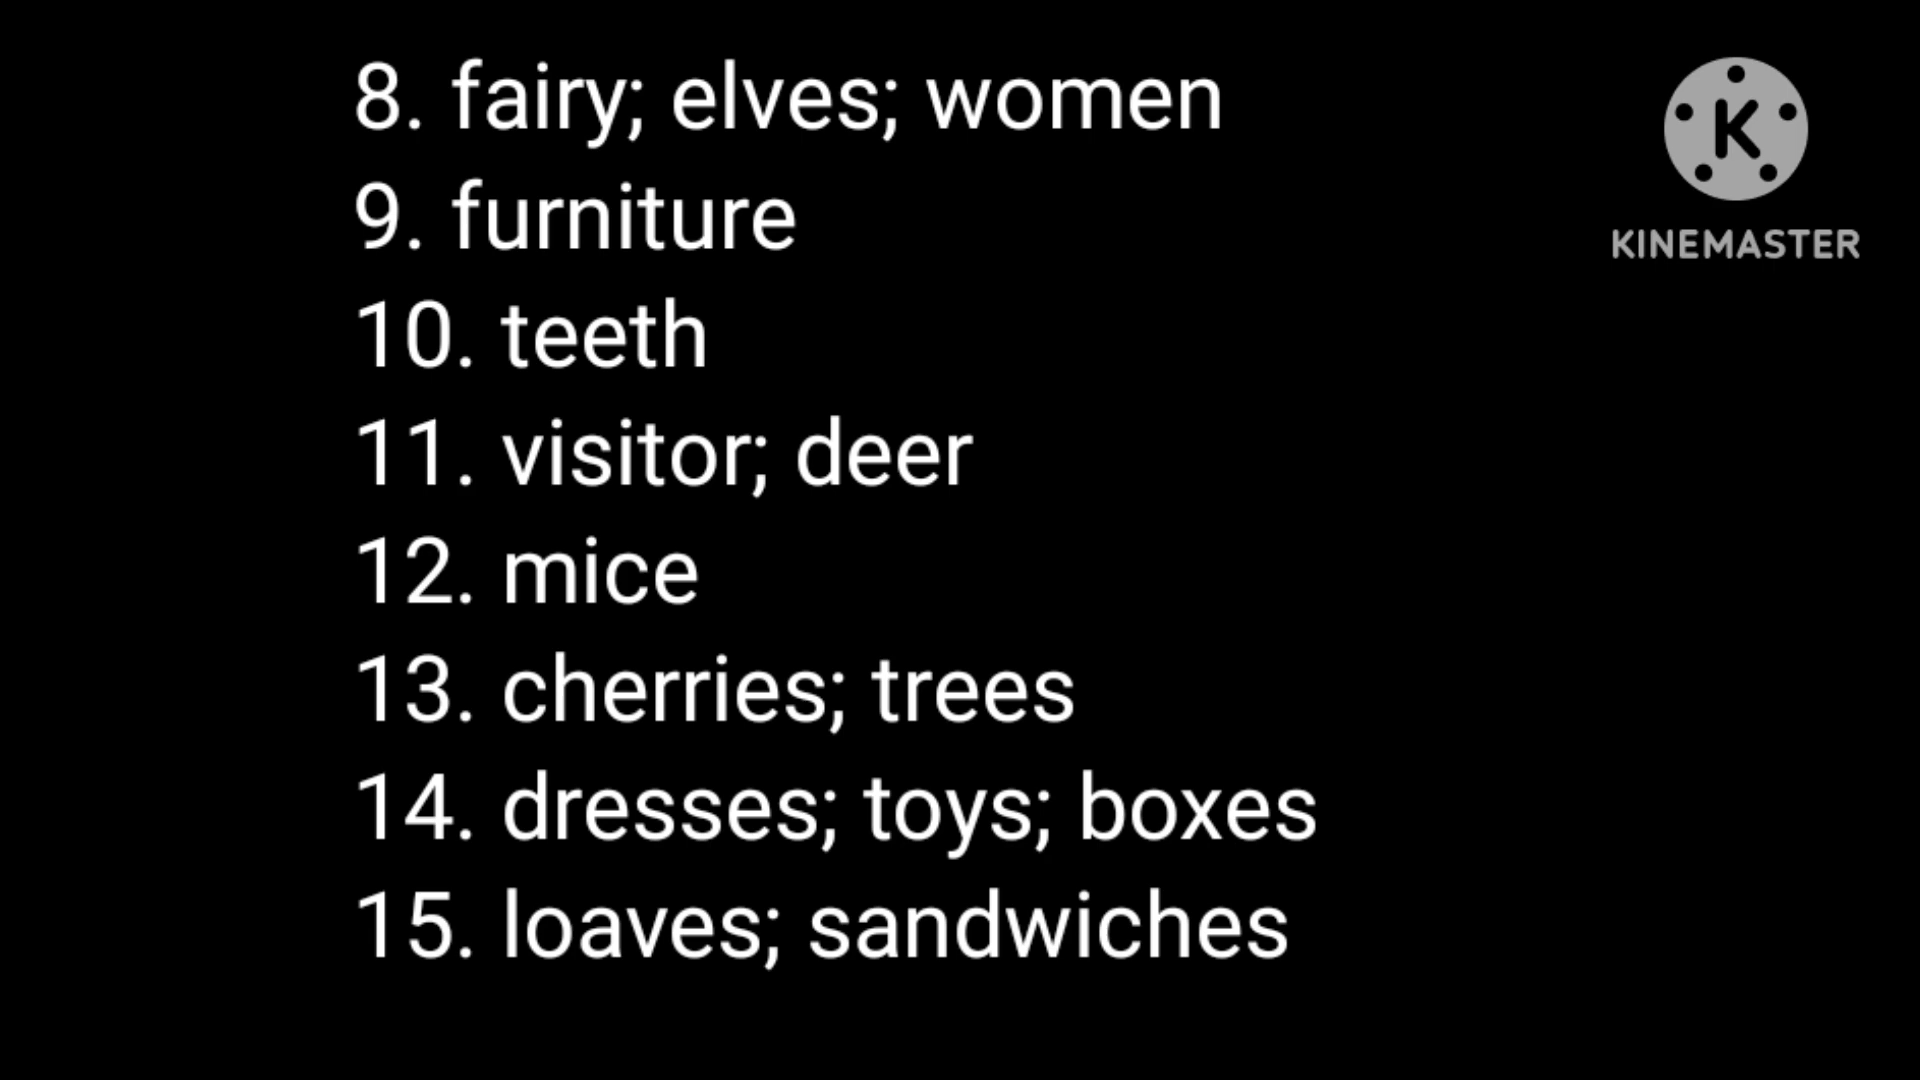 8. fairy; elves; women
9. furniture
10. teeth
11. visitor; deer
12. mice
13. cherries; trees
14. dresses; toys; boxes
15. loaves; sandwiches
K
KINEMASTER